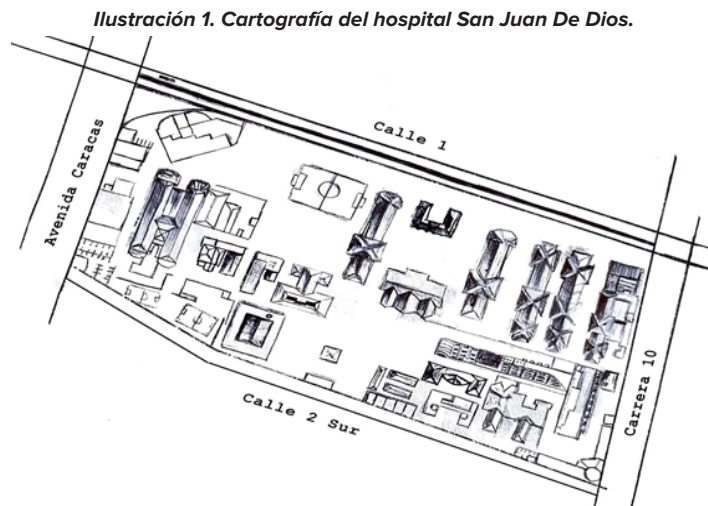 Ilustración 1. Cartografía del hospital San Juan De Dios.
Calle 1
Avenida Caracas
Calle 2 Sur
Carrera 10